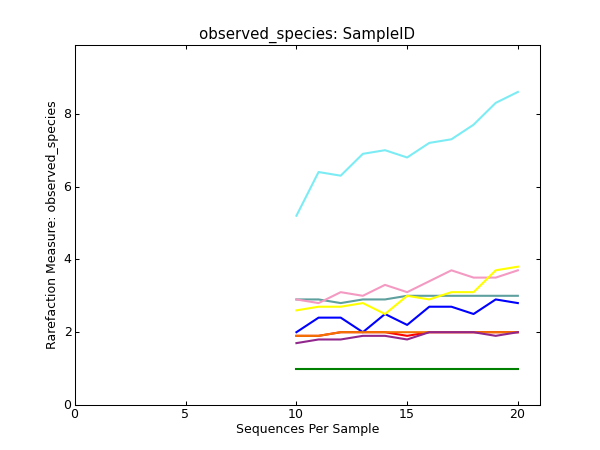 observed_species: SampleID
Rarefaction Measure: observed_species
8
6
4
2
0
0 5 10 15 20
Sequences Per Sample